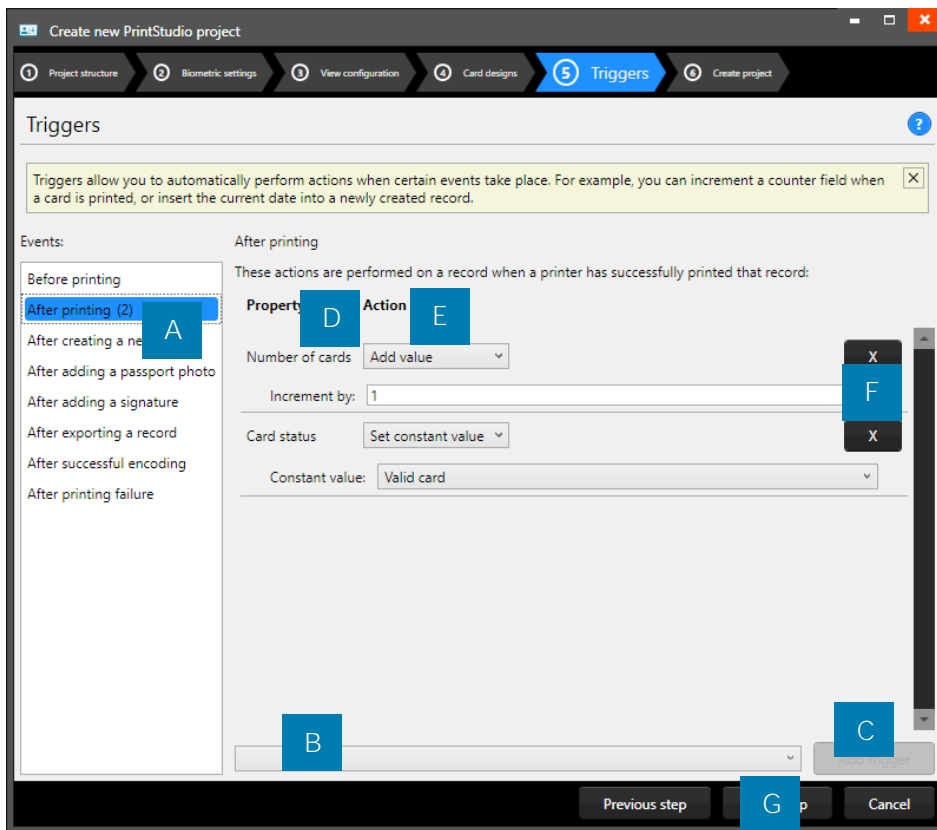 Create new PrintStudio project
1 Project structure 2 Biometric settings 3 View configuration 4 Card designs 5 Triggers 6 Create project
Triggers
?
Triggers allow you to automatically perform actions when certain events take place. For example, you can increment a counter field when
a card is printed, or insert the current date into a newly created record.
Events:
Before printing
After printing (2)
A
After creating a
After adding a passport photo
After adding a signature
After exporting a record
After successful encoding
After printing failure
After printing
These actions are performed on a record when a printer has successfully printed that record:
Property D Action E
Number of cards Add value X
Increment by: 1 F
Card status Set constant value X
Constant value: Valid card
B C
Add trigger
Previous step G Cancel